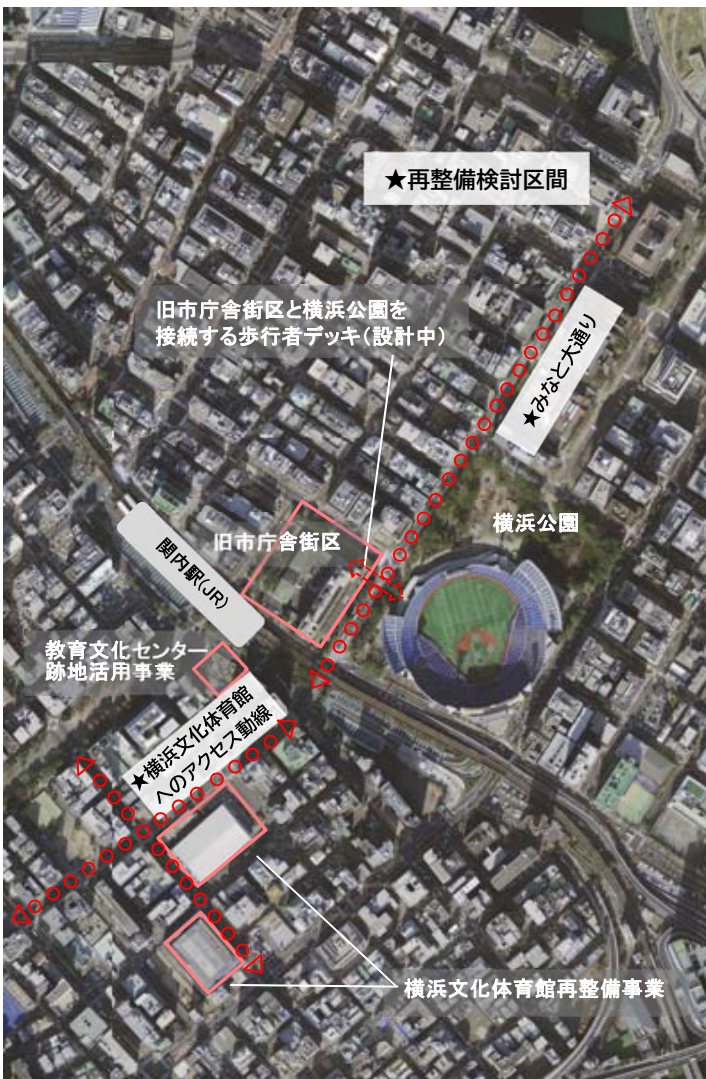 ★再整備検討区間
旧市庁舎街区と横浜公園を
接続する歩行者デッキ(設計中)
★みなと大通り
横浜公園
旧市庁舎街区
関内駅(JR)
教育文化センター
跡地活用事業
★横浜文化体育館
へのアクセス動線
横浜文化体育館再整備事業